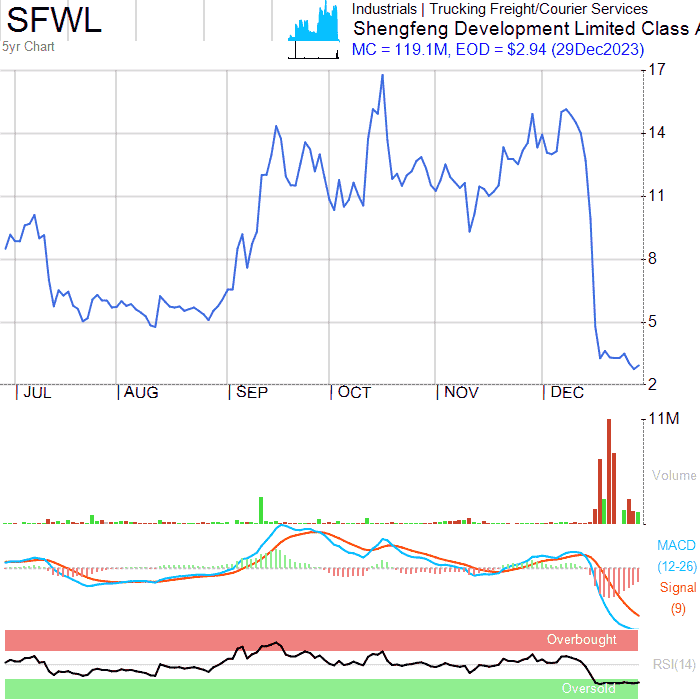 SFWL
5yr Chart
Industrials | Trucking Freight/Courier Services
Shengfeng Development Limited Class A
MC = 119.1M, EOD = $2.94 (29Dec2023)
17
14
11
8
5
2
JUL AUG SEP OCT NOV DEC
11M
Volume
MACD
(12-26)
Signal
(9)
Overbought
RSI(14)
Oversold